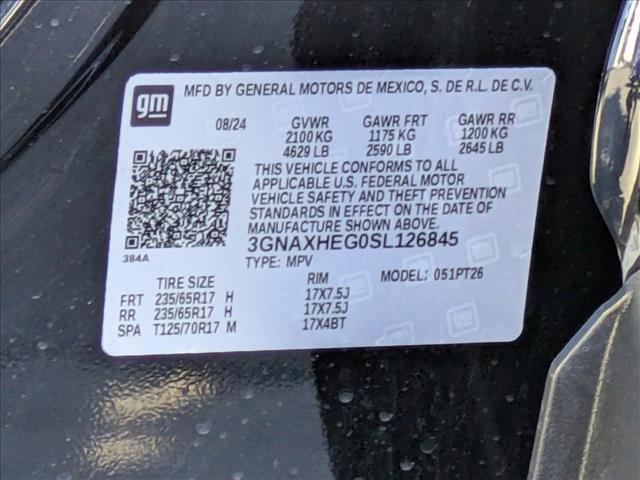 gm MFD BY GENERAL MOTORS DE MEXICO, S. DE R.L. DE C.V.
08/24 GVWR GAWR FRT GAWR RR
2100 KG 1175 KG 1200 KG
4629 LB 2590 LB 2645 LB
THIS VEHICLE CONFORMS TO ALL
APPLICABLE U.S. FEDERAL MOTOR
VEHICLE SAFETY AND THEFT PREVENTION
STANDARDS IN EFFECT ON THE DATE OF
MANUFACTURE SHOWN ABOVE.
3GNAXHEG0SL126845
384A
TYPE: MPV MODEL: 051PT26
TIRE SIZE RIM
FRT 235/65R17 H 17X7.5J
RR 235/65R17 H 17X7.5J
SPA T125/70R17 M 17X4BT